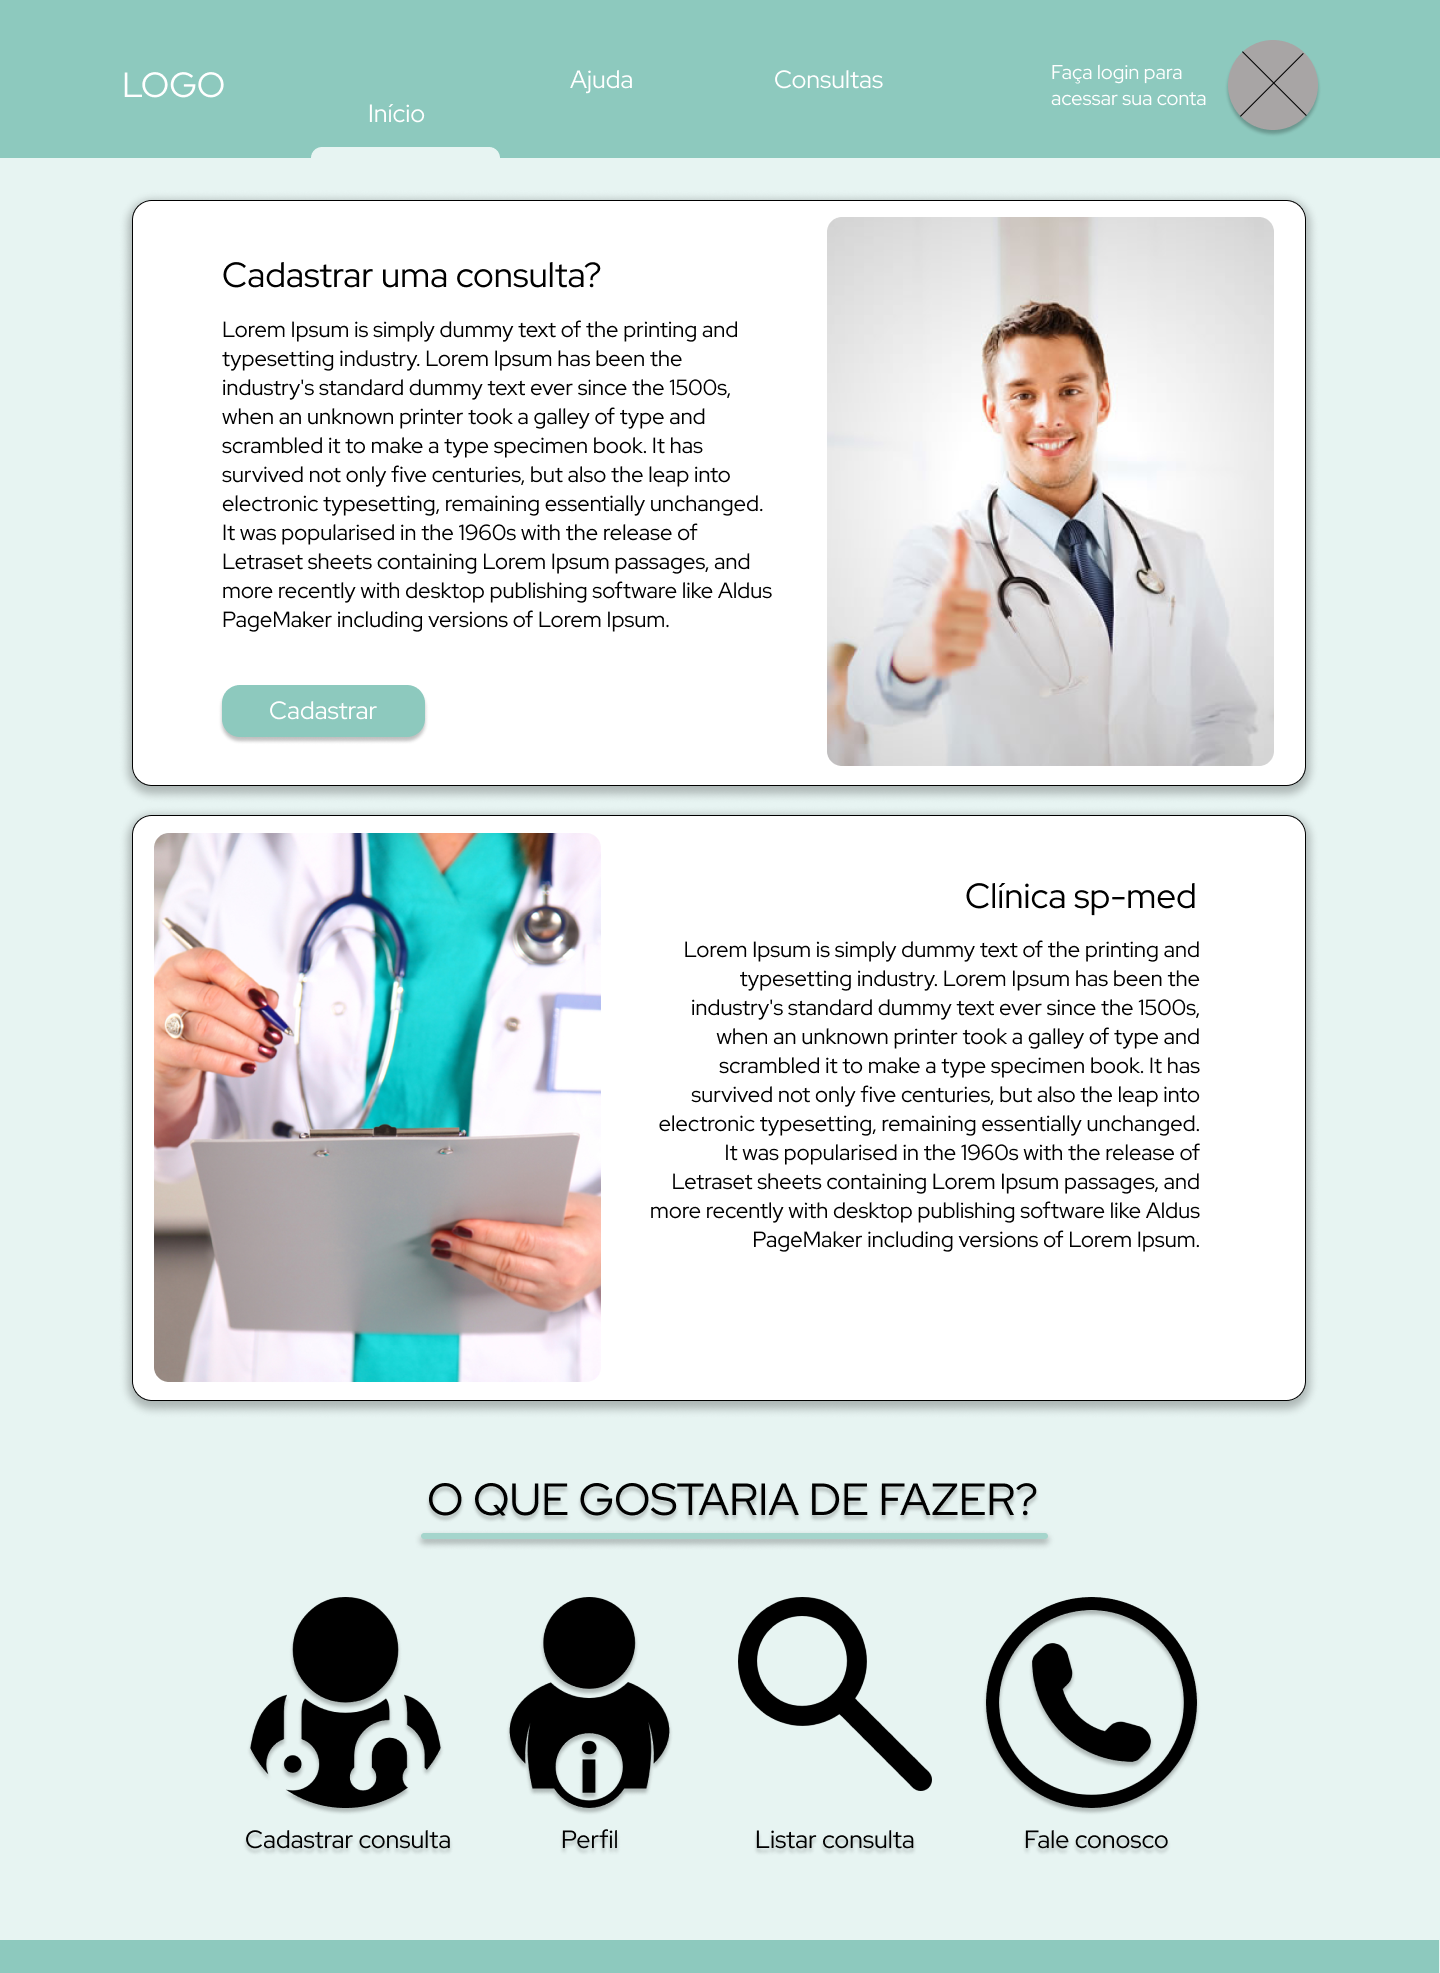 LOGO
Início
Ajuda
Consultas
Faça login para
acessar sua conta
Cadastrar uma consulta?
Lorem Ipsum is simply dummy text of the printing and
typesetting industry. Lorem Ipsum has been the
industry's standard dummy text ever since the 1500s,
when an unknown printer took a galley of type and
scrambled it to make a type specimen book. It has
survived not only five centuries, but also the leap into
electronic typesetting, remaining essentially unchanged.
It was popularised in the 1960s with the release of
Letraset sheets containing Lorem Ipsum passages, and
more recently with desktop publishing software like Aldus
PageMaker including versions of Lorem Ipsum.
Cadastrar
Clínica sp-med
Lorem Ipsum is simply dummy text of the printing and
typesetting industry. Lorem Ipsum has been the
industry's standard dummy text ever since the 1500s,
when an unknown printer took a galley of type and
scrambled it to make a type specimen book. It has
survived not only five centuries, but also the leap into
electronic typesetting, remaining essentially unchanged.
It was popularised in the 1960s with the release of
Letraset sheets containing Lorem Ipsum passages, and
more recently with desktop publishing software like Aldus
PageMaker including versions of Lorem Ipsum.
O QUE GOSTARIA DE FAZER?
Cadastrar consulta
Perfil
Listar consulta
Fale conosco